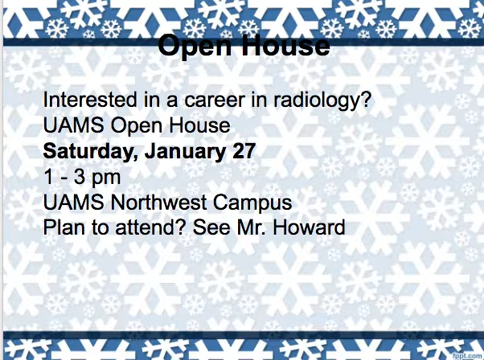 Open House
Interested in a career in radiology?
UAMS Open House
Saturday, January 27
1 - 3 pm
UAMS Northwest Campus
Plan to attend? See Mr. Howard
fppt.com